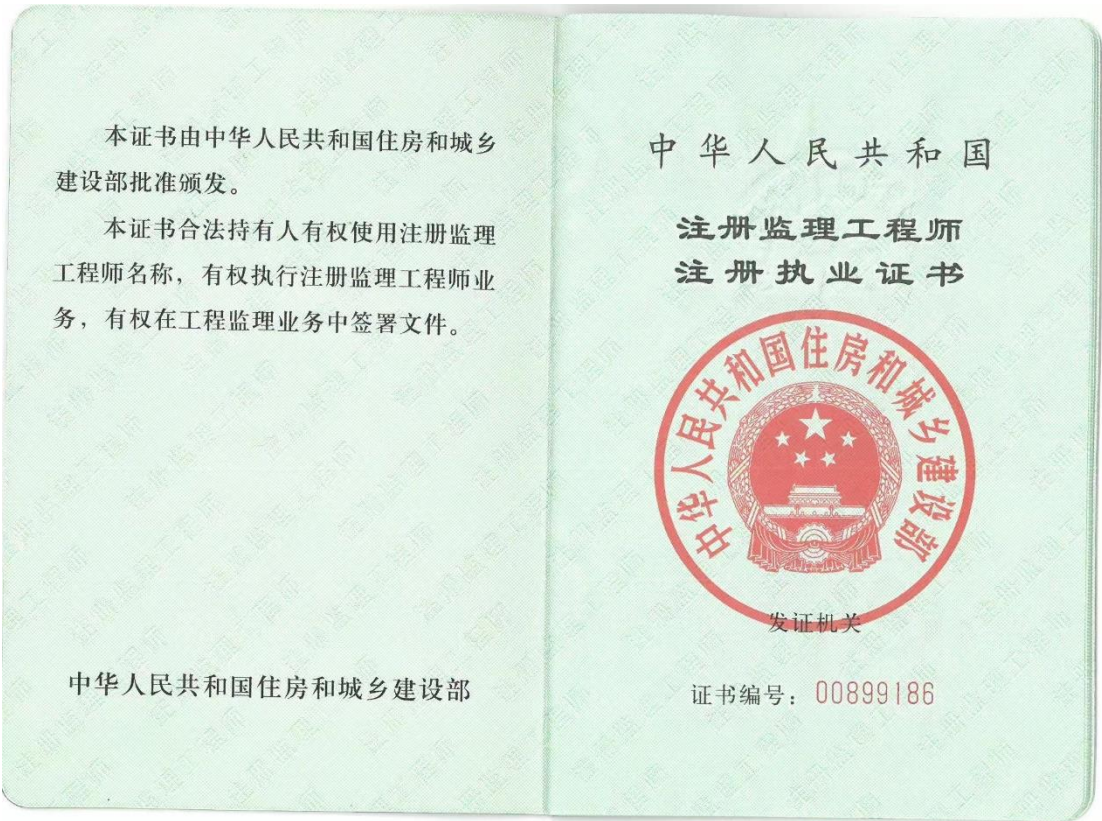 本证书由中华人民共和国住房和城乡
建设部批准颁发。
本证书合法持有人有权使用注册监理
工程师名称，有权执行注册监理工程师业
务，有权在工程监理业务中签署文件。
中华人民共和国住房和城乡建设部
中华人民共和国
注册监理工程师
注册执业证书
中华人民共和国住房和城乡建设部
发证机关
证书编号：00899186